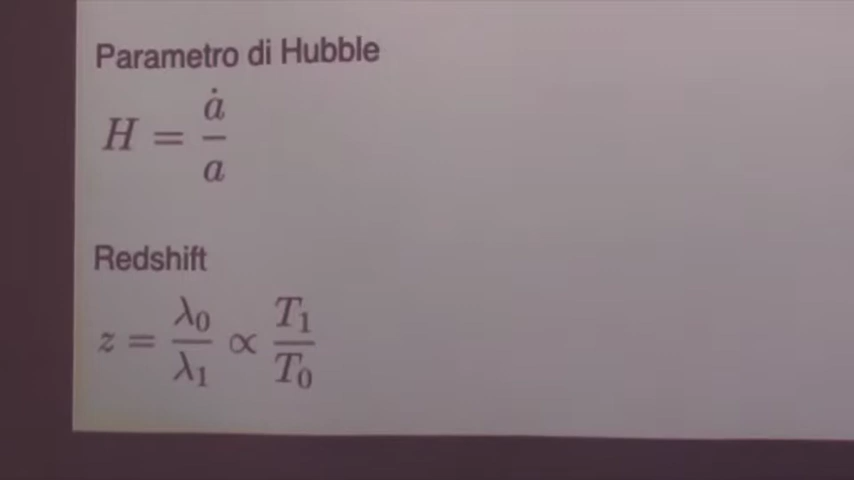 Parametro di Hubble
H = ȧ/a
Redshift
z = λ₀/λ₁ ∝ T₁/T₀